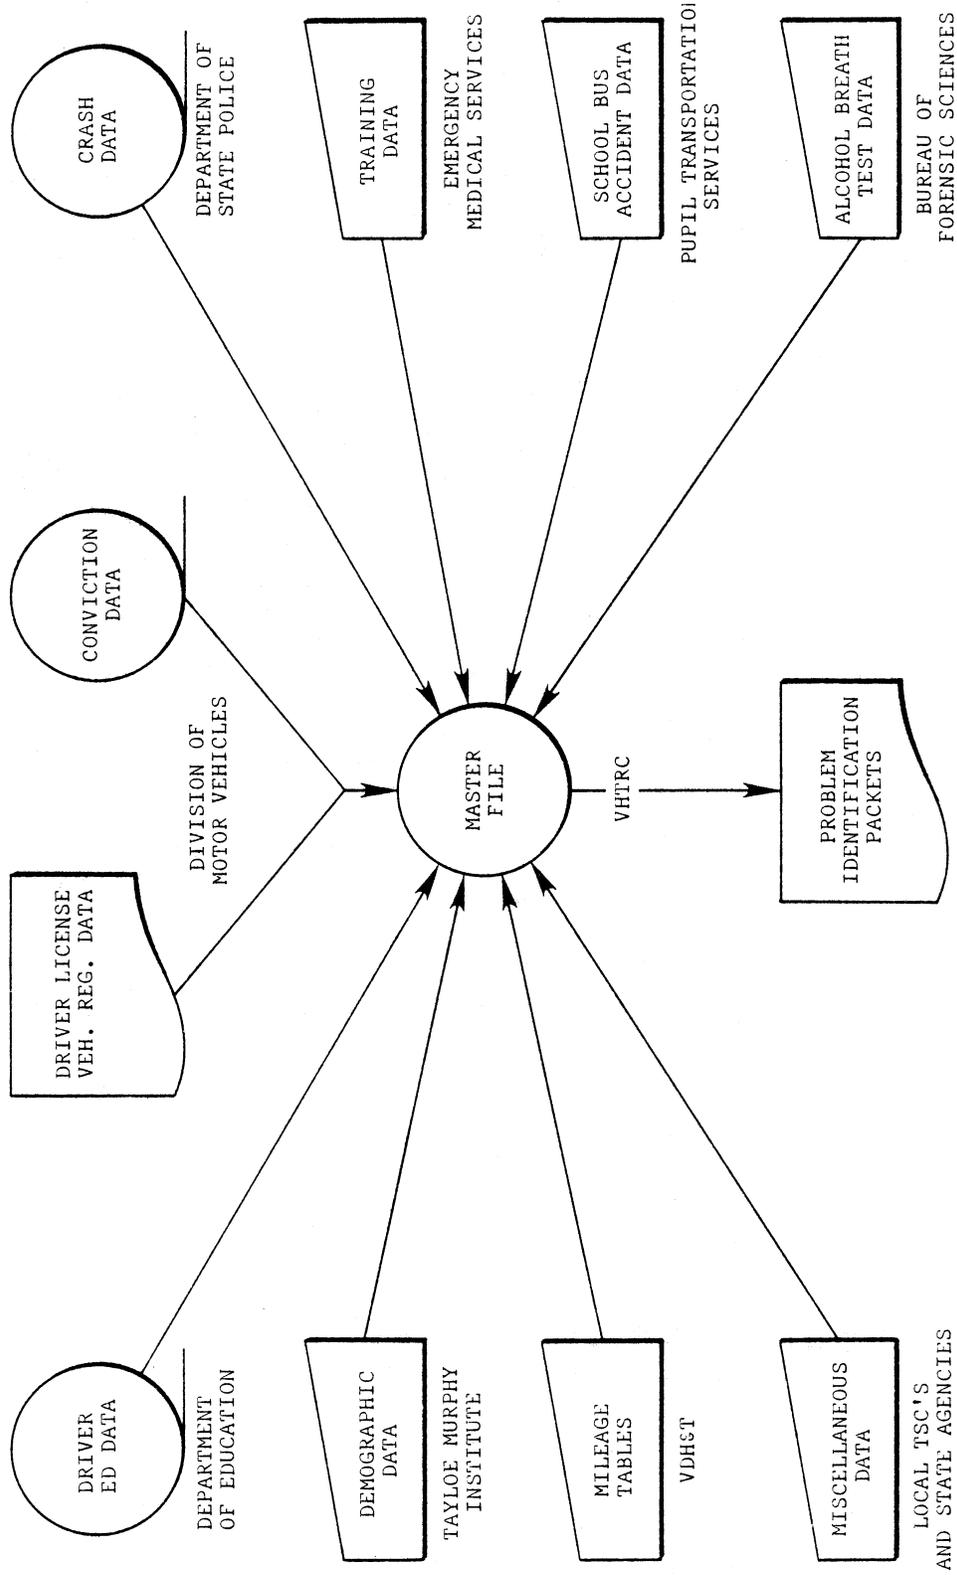 DRIVER
ED DATA
DEPARTMENT
OF EDUCATION
DRIVER LICENSE
VEH. REG. DATA
DIVISION OF
MOTOR VEHICLES
CONVICTION
DATA
CRASH
DATA
DEPARTMENT OF
STATE POLICE
DEMOGRAPHIC
DATA
TAYLOE MURPHY
INSTITUTE
MASTER
FILE
TRAINING
DATA
EMERGENCY
MEDICAL SERVICES
MILEAGE
TABLES
VDH&T
VHTRC
SCHOOL BUS
ACCIDENT DATA
PUPIL TRANSPORTATIO
SERVICES
MISCELLANEOUS
DATA
LOCAL TSC'S
AND STATE AGENCIES
PROBLEM
IDENTIFICATION
PACKETS
ALCOHOL BREATH
TEST DATA
BUREAU OF
FORENSIC SCIENCES